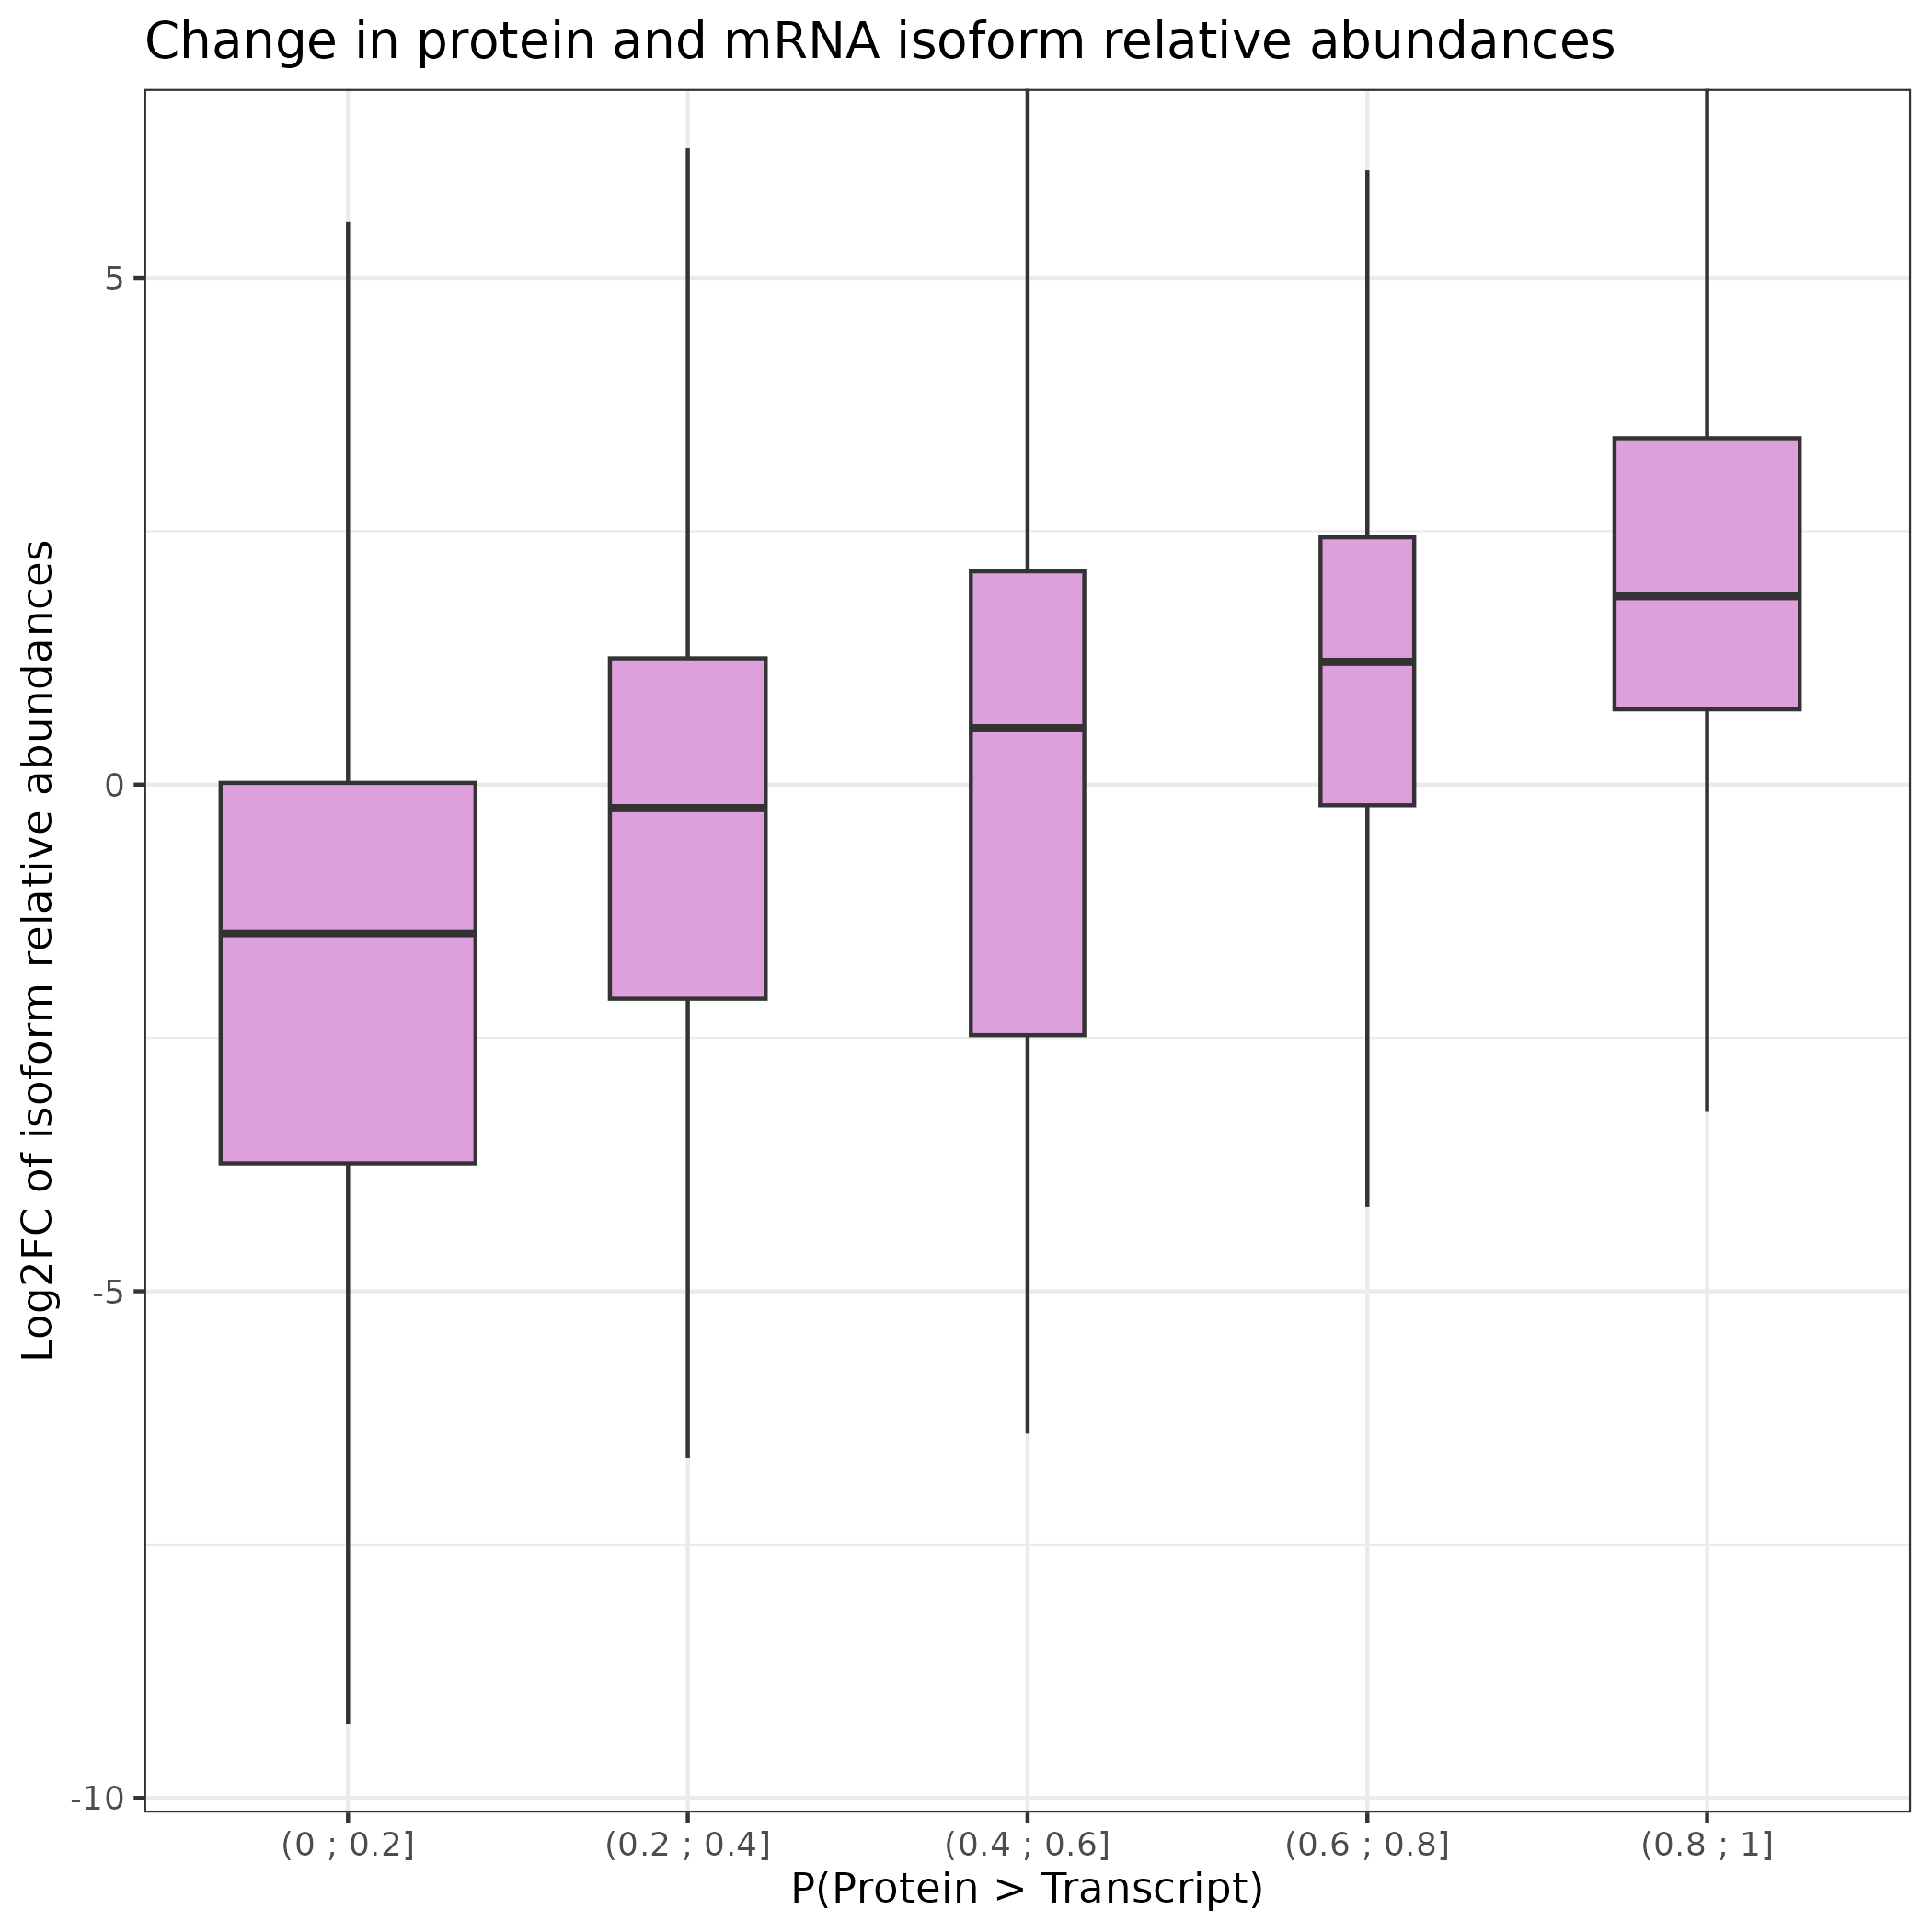 Change in protein and mRNA isoform relative abundances
Log2FC of isoform relative abundances
5
0
-5
-10
(0 ; 0.2]
(0.2 ; 0.4]
(0.4 ; 0.6]
(0.6 ; 0.8]
(0.8 ; 1]
P(Protein > Transcript)